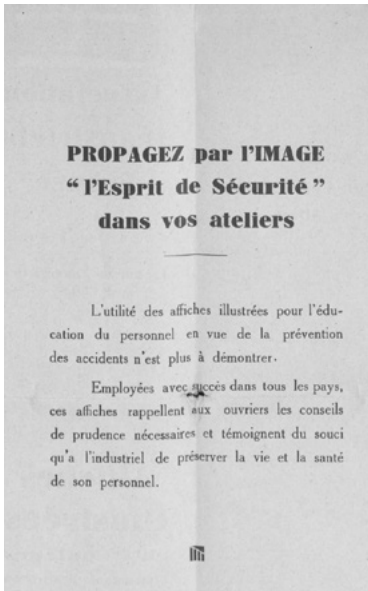 PROPAGEZ par l'IMAGE
“ l'Esprit de Sécurité ”
dans vos ateliers
L'utilité des affiches illustrées pour l'édu-
cation du personnel en vue de la prévention
des accidents n'est plus à démontrer.
Employées avec succès dans tous les pays,
ces affiches rappellent aux ouvriers les conseils
de prudence nécessaires et témoignent du souci
qu'a l'industriel de préserver la vie et la santé
de son personnel.